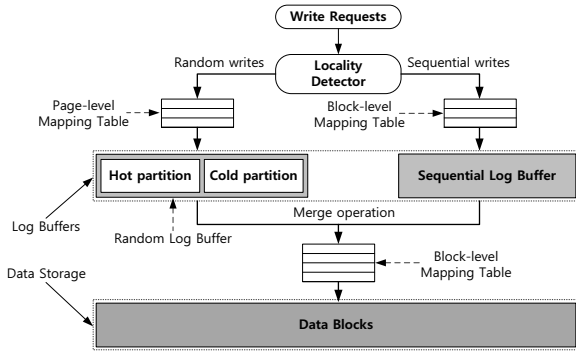 Write Requests
Random writes
Locality
Detector
Sequential writes
Page-level
Mapping Table
Block-level
Mapping Table
Hot partition
Cold partition
Sequential Log Buffer
Merge operation
Log Buffers
Random Log Buffer
Block-level
Mapping Table
Data Storage
Data Blocks